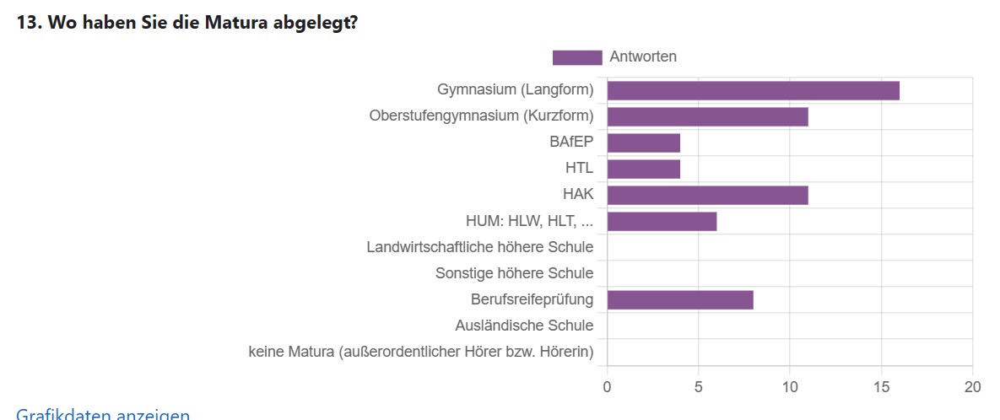 13. Wo haben Sie die Matura abgelegt?
Antworten
Gymnasium (Langform)
Oberstufengymnasium (Kurzform)
BAfEP
HTL
HAK
HUM: HLW, HLT, ...
Landwirtschaftliche höhere Schule
Sonstige höhere Schule
Berufsreifeprüfung
Ausländische Schule
keine Matura (außerordentlicher Hörer bzw. Hörerin)
0 5 10 15 20
Grafikdaten anzeigen